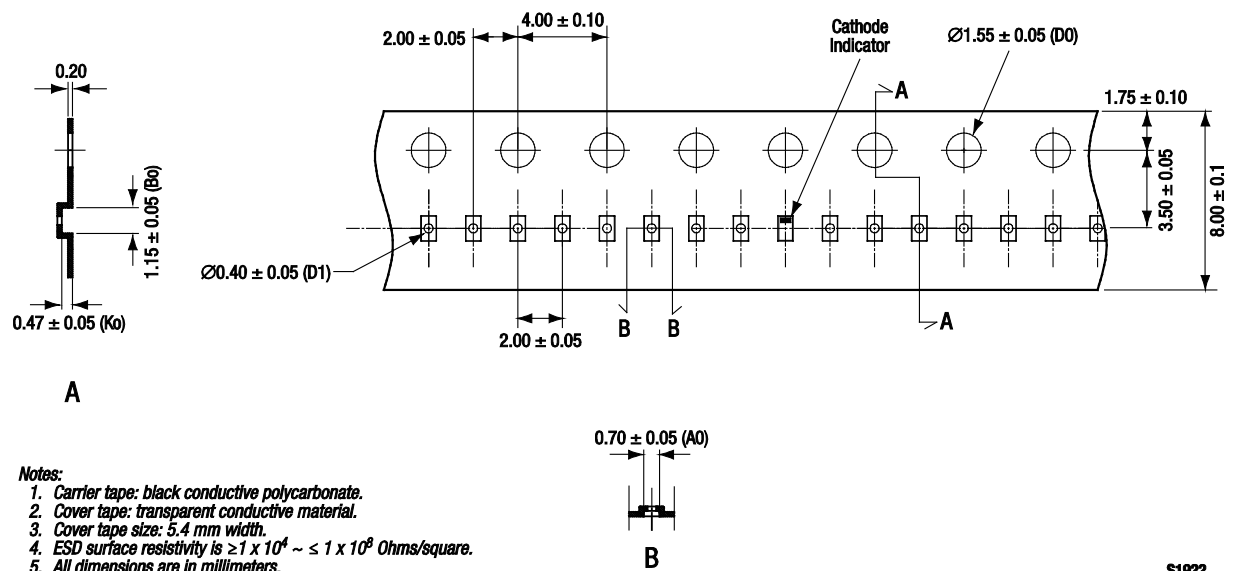 4.00 ± 0.10
2.00 ± 0.05
Cathode
Indicator
Ø1.55 ± 0.05 (D0)
0.20
A
1.75 ± 0.10
1.15 ± 0.05 (Bo)
3.50 ± 0.05
8.00 ± 0.1
Ø0.40 ± 0.05 (D1)
0.47 ± 0.05 (Ko)
B
B
A
2.00 ± 0.05
A
0.70 ± 0.05 (A0)
B
Notes:
1. Carrier tape: black conductive polycarbonate.
2. Cover tape: transparent conductive material.
3. Cover tape size: 5.4 mm width.
4. ESD surface resistivity is ≥1 x 10⁴ ~ ≤ 1 x 10⁸ Ohms/square.
5. All dimensions are in millimeters.
S1922